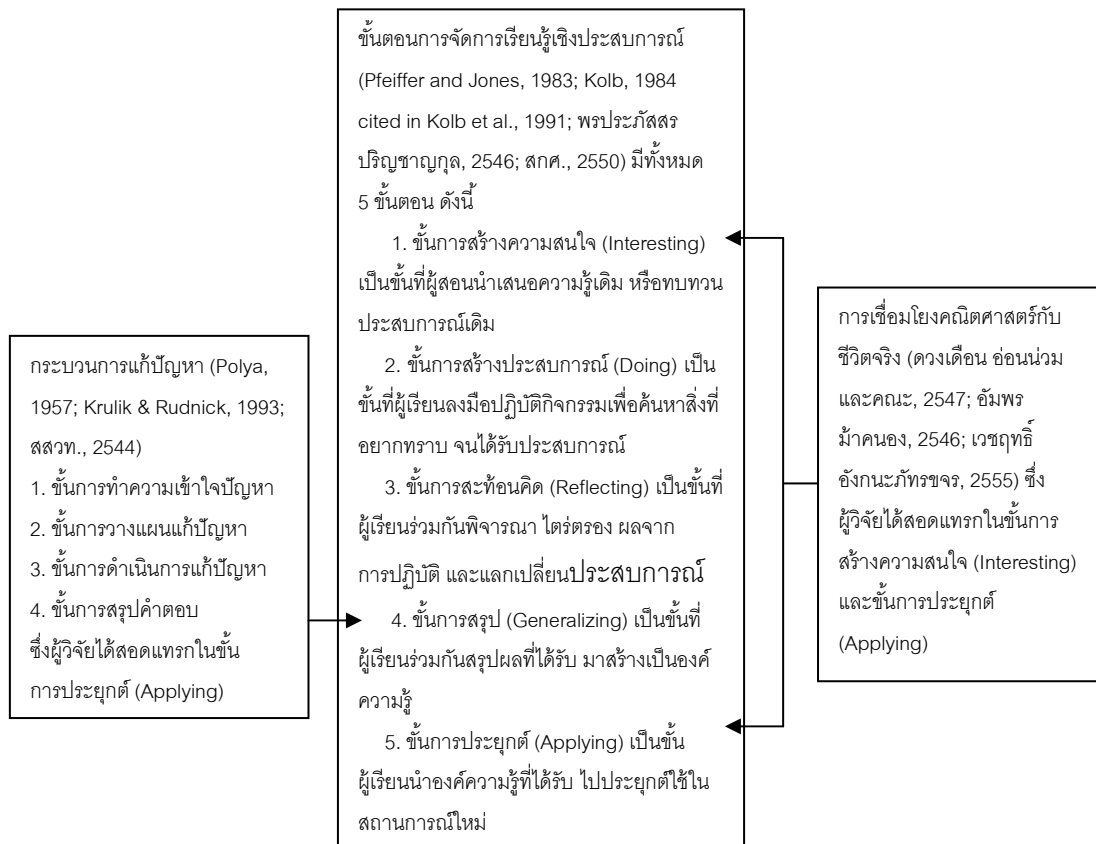 ขั้นตอนการจัดการเรียนรู้เชิงประสบการณ์
(Pfeiffer and Jones, 1983; Kolb, 1984
cited in Kolb et al., 1991; พรประภัสสร
ปริญชาญกุล, 2546; สกศ., 2550) มีทั้งหมด
5 ขั้นตอน ดังนี้
1. ขั้นการสร้างความสนใจ (Interesting)
เป็นขั้นที่ผู้สอนนำเสนอความรู้เดิม หรือทบทวน
ประสบการณ์เดิม
2. ขั้นการสร้างประสบการณ์ (Doing) เป็น
ขั้นที่ผู้เรียนลงมือปฏิบัติกิจกรรมเพื่อค้นหาสิ่งที่
อยากทราบ จนได้รับประสบการณ์
3. ขั้นการสะท้อนคิด (Reflecting) เป็นขั้นที่
ผู้เรียนร่วมกันพิจารณา ไตร่ตรอง ผลจาก
การปฏิบัติ และแลกเปลี่ยนประสบการณ์
4. ขั้นการสรุป (Generalizing) เป็นขั้นที่
ผู้เรียนร่วมกันสรุปผลที่ได้รับ มาสร้างเป็นองค์
ความรู้
5. ขั้นการประยุกต์ (Applying) เป็นขั้น
ผู้เรียนนำองค์ความรู้ที่ได้รับ ไปประยุกต์ใช้ใน
สถานการณ์ใหม่
กระบวนการแก้ปัญหา (Polya,
1957; Krulik & Rudnick, 1993;
สสวท., 2544)
1. ขั้นการทำความเข้าใจปัญหา
2. ขั้นการวางแผนแก้ปัญหา
3. ขั้นการดำเนินการแก้ปัญหา
4. ขั้นการสรุปคำตอบ
ซึ่งผู้วิจัยได้สอดแทรกในขั้น
การประยุกต์ (Applying)
การเชื่อมโยงคณิตศาสตร์กับ
ชีวิตจริง (ดวงเดือน อ่อนน่วม
และคณะ, 2547; อัมพร
ม้าคนอง, 2546; เวชฤทธิ์
อังกนะภัทรขจร, 2555) ซึ่ง
ผู้วิจัยได้สอดแทรกในขั้นการ
สร้างความสนใจ (Interesting)
และขั้นการประยุกต์
(Applying)